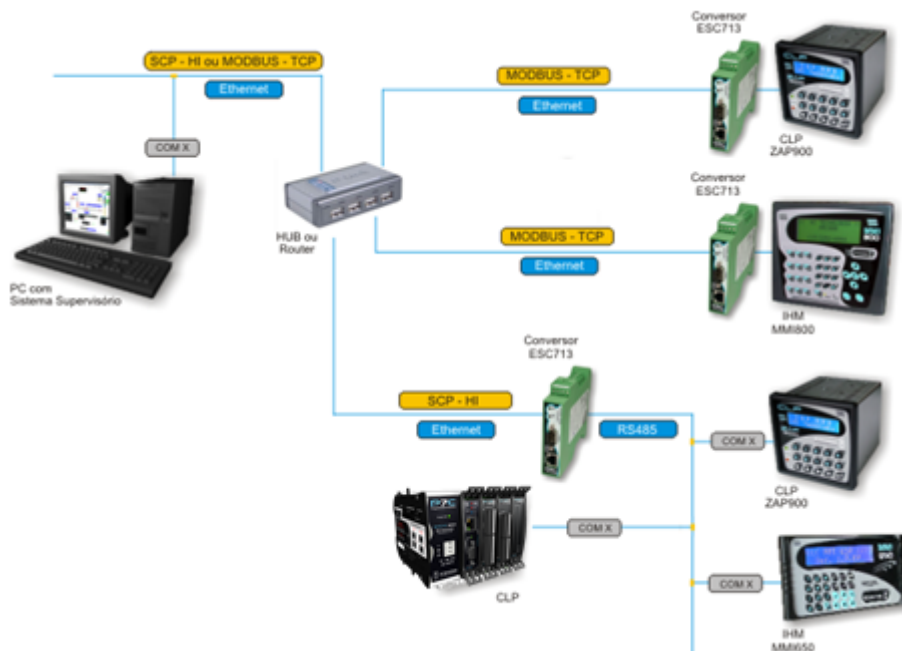 Conversor
ESC713
SCP - HI ou MODBUS - TCP
Ethernet
MODBUS - TCP
Ethernet
COM X
CLP
ZAP900
Conversor
ESC713
HUB ou
Router
MODBUS - TCP
Ethernet
PC com
Sistema Supervisório
IHM
MMI800
Conversor
ESC713
SCP - HI
Ethernet
RS485
COM X
CLP
ZAP900
COM X
CLP
COM X
IHM
MMI650